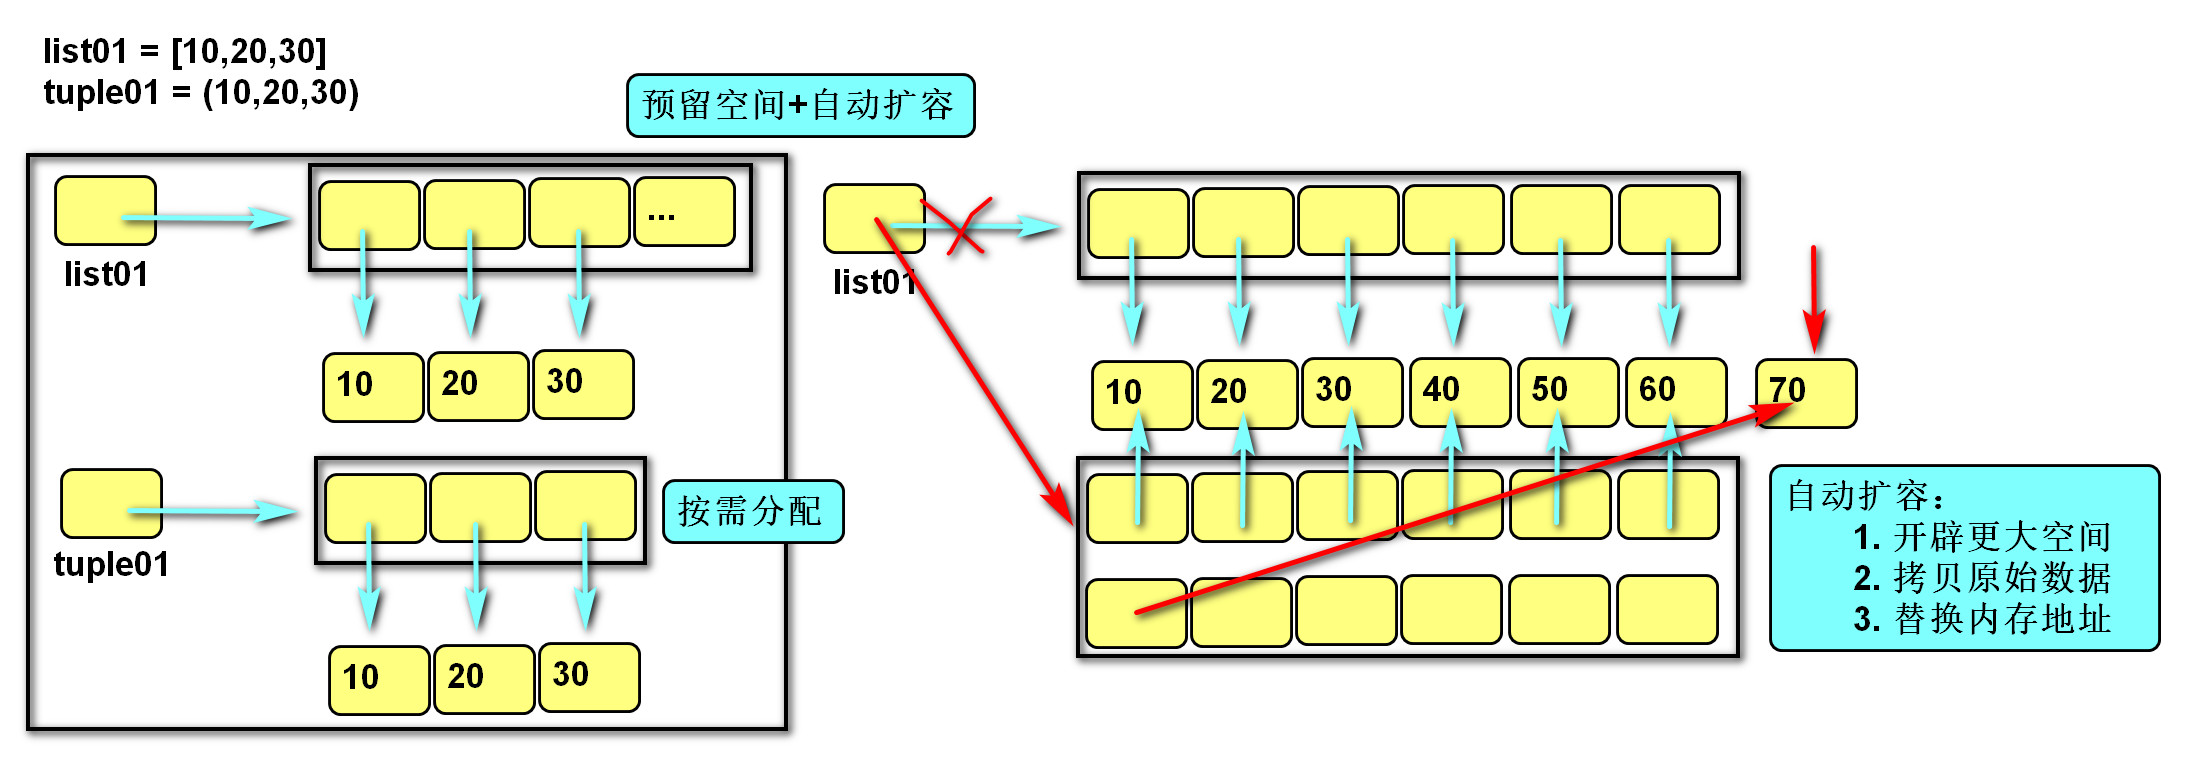 list01 = [10,20,30]
tuple01 = (10,20,30)
预留空间+自动扩容
...
list01
list01
10
20
30
10
20
30
40
50
60
70
按需分配
tuple01
10
20
30
自动扩容：
1. 开辟更大空间
2. 拷贝原始数据
3. 替换内存地址